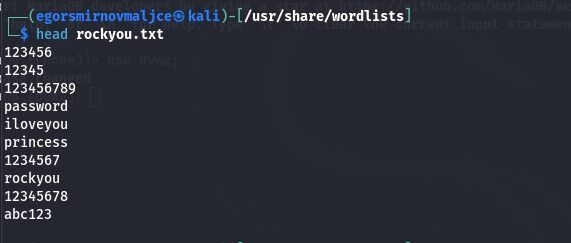 ┌──(egorsmirnovmaljce㉿kali)-[/usr/share/wordlists]
└─$ head rockyou.txt
123456
12345
123456789
password
iloveyou
princess
1234567
rockyou
12345678
abc123